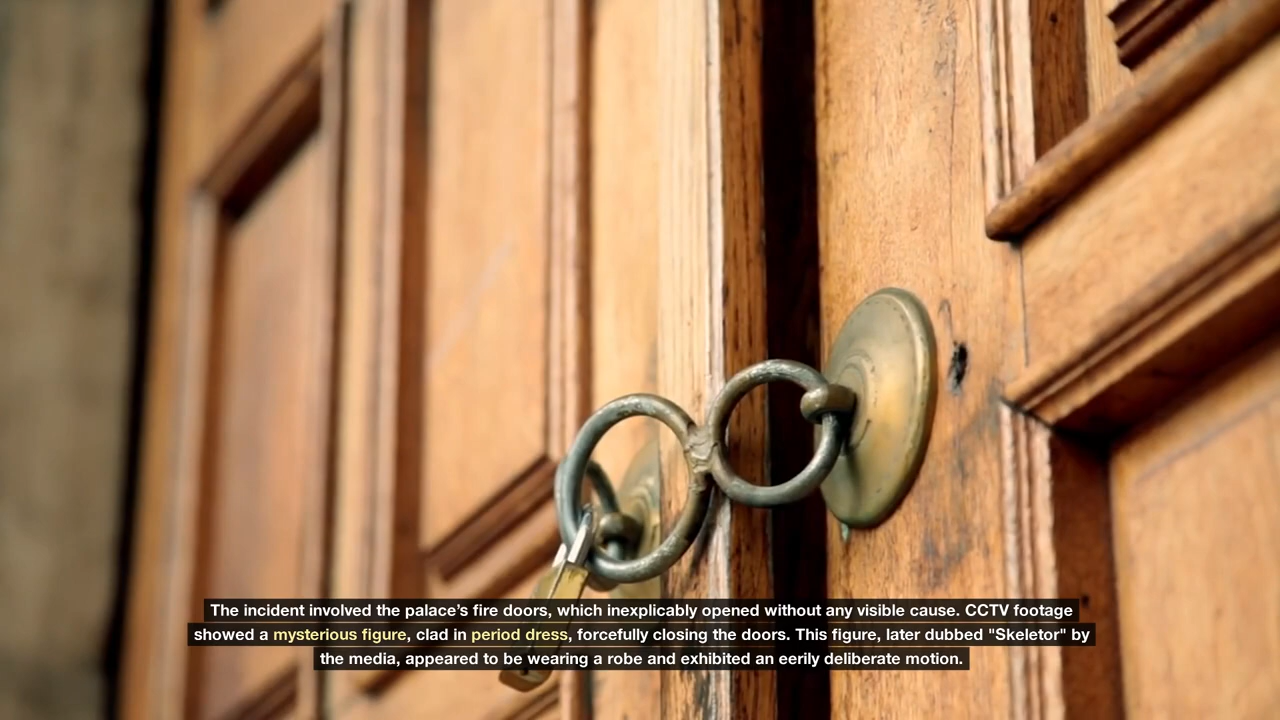 The incident involved the palace’s fire doors, which inexplicably opened without any visible cause. CCTV footage
showed a mysterious figure, clad in period dress, forcefully closing the doors. This figure, later dubbed "Skeletor" by
the media, appeared to be wearing a robe and exhibited an eerily deliberate motion.